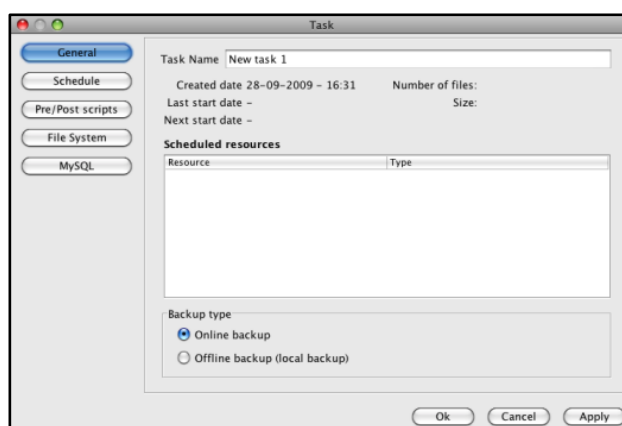 Task
General
Schedule
Pre/Post scripts
File System
MySQL
Task Name New task 1
Created date 28-09-2009 - 16:31 Number of files:
Last start date - Size:
Next start date -
Scheduled resources
Resource Type
Backup type
Online backup
Offline backup (local backup)
Ok Cancel Apply